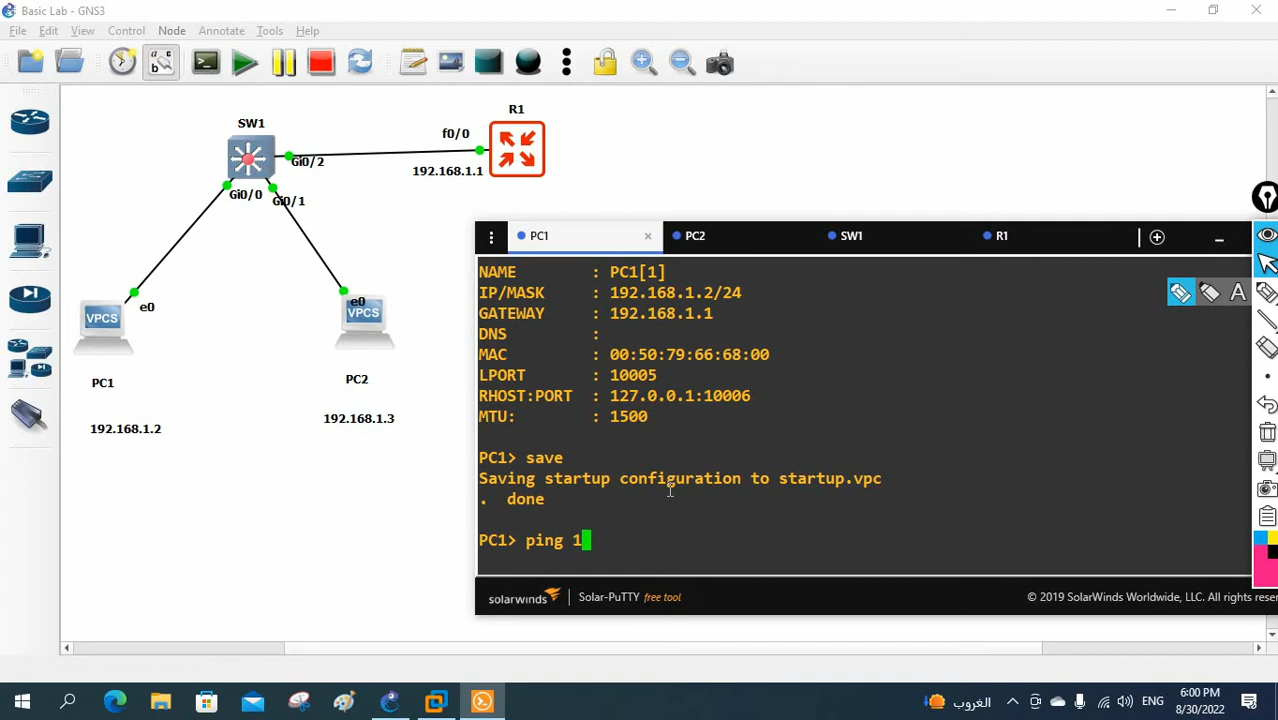 Basic Lab - GNS3
File Edit View Control Node Annotate Tools Help
R1
SW1
f0/0
Gi0/2
192.168.1.1
Gi0/0
Gi0/1
e0
e0
VPCS
VPCS
PC1
PC2
192.168.1.2
192.168.1.3
PC1 × PC2 SW1 R1
NAME : PC1[1]
IP/MASK : 192.168.1.2/24
GATEWAY : 192.168.1.1
DNS :
MAC : 00:50:79:66:68:00
LPORT : 10005
RHOST:PORT : 127.0.0.1:10006
MTU: : 1500
PC1> save
Saving startup configuration to startup.vpc
. done
PC1> ping 1
solarwinds Solar-PuTTY free tool © 2019 SolarWinds Worldwide, LLC. All rights rese
الغروب ENG 6:00 PM
8/30/2022